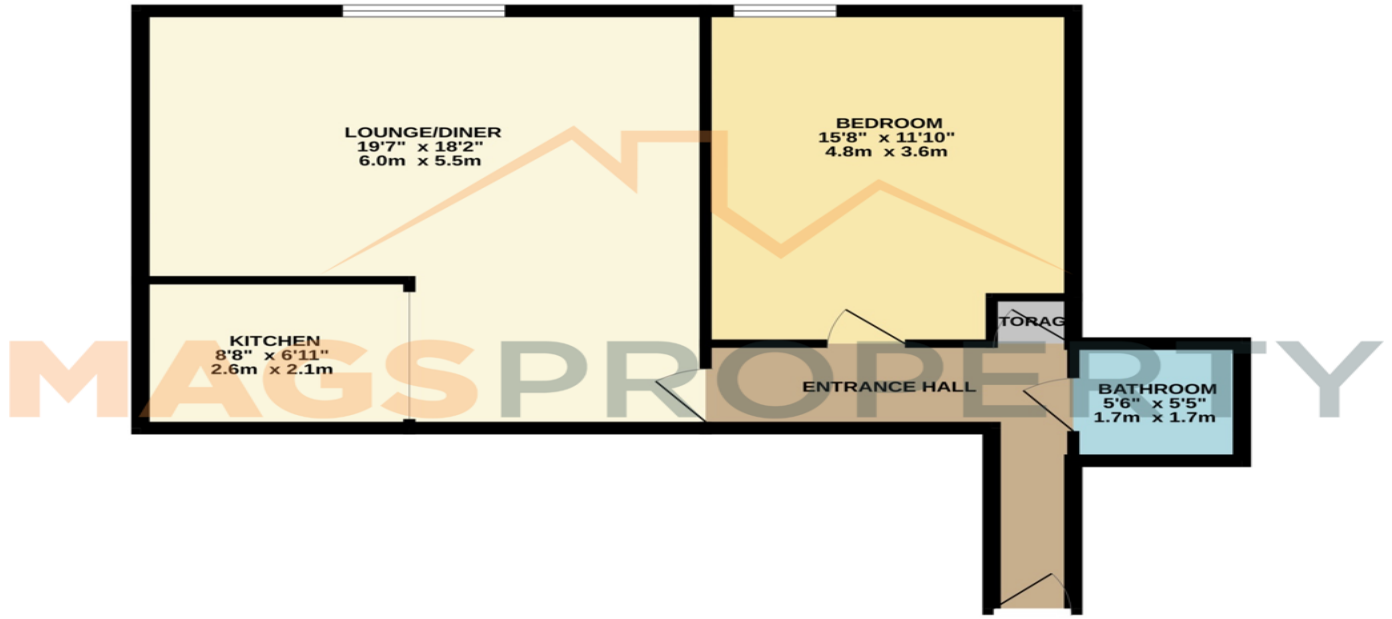 LOUNGE/DINER
19'7" x 18'2"
6.0m x 5.5m
BEDROOM
15'8" x 11'10"
4.8m x 3.6m
TORAG
KITCHEN
8'8" x 6'11"
2.6m x 2.1m
ENTRANCE HALL
BATHROOM
5'6" x 5'5"
1.7m x 1.7m
MAGSPROPERTY